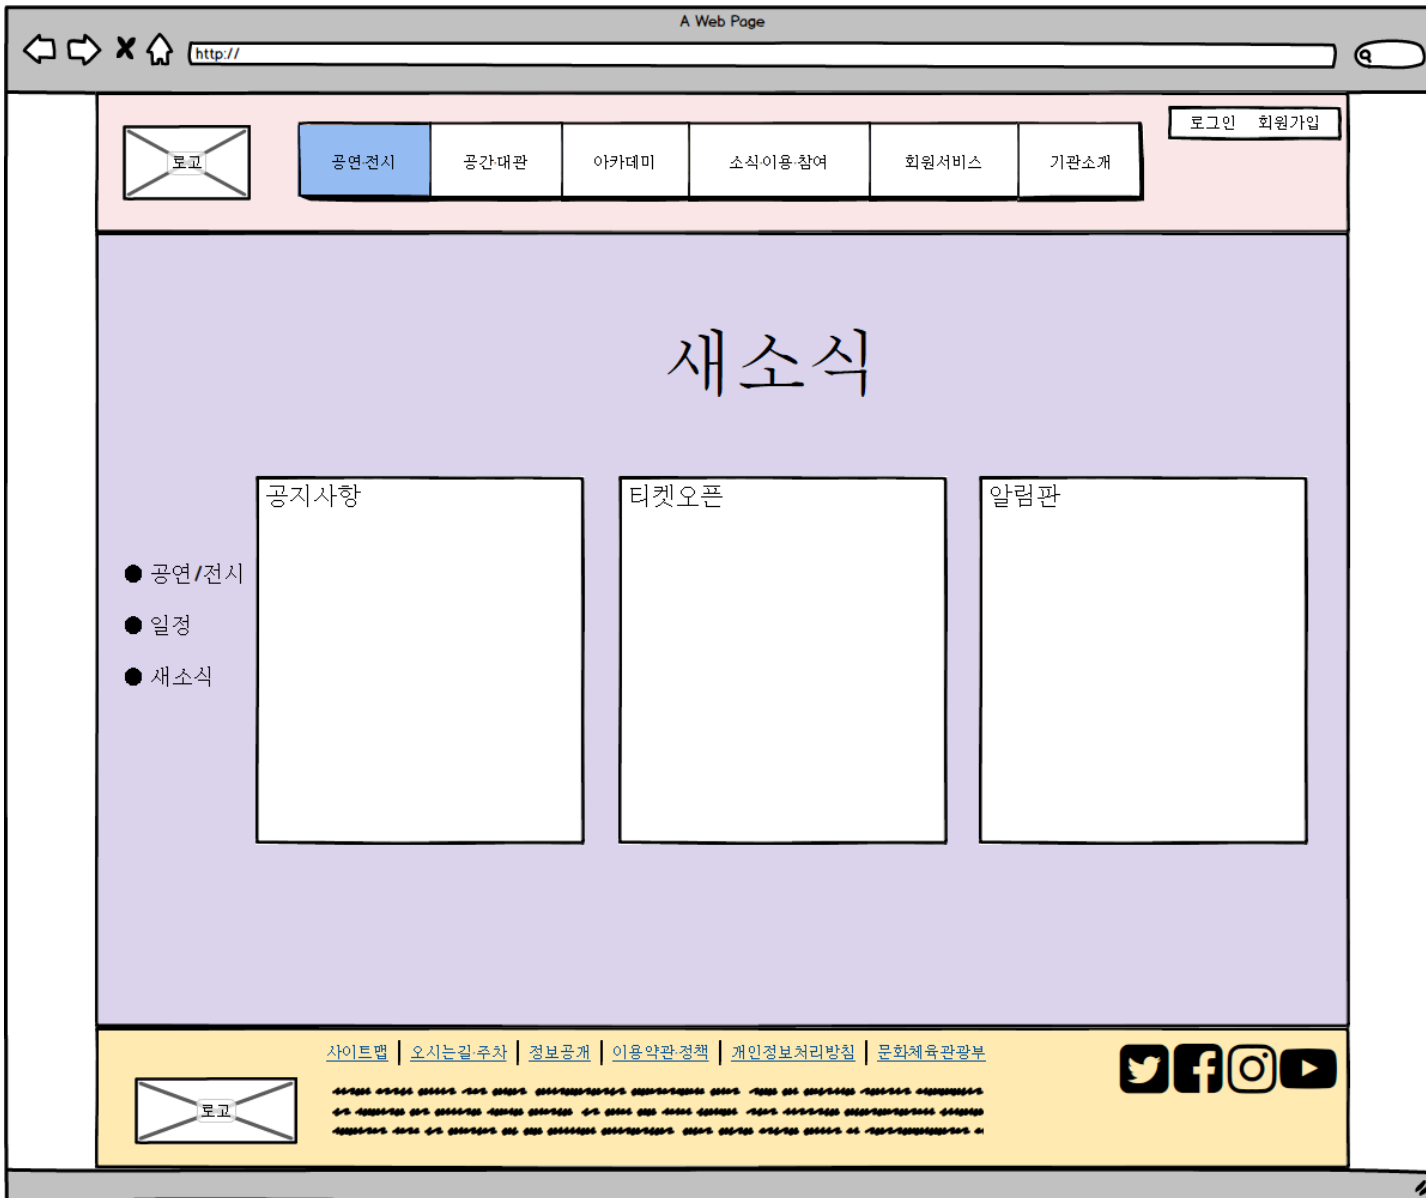 A Web Page
http://
로그인 회원가입
로고
공연·전시 공간대관 아카데미 소식·이용·참여 회원서비스 기관소개
새소식
공지사항 티켓오픈 알림판
공연/전시
일정
새소식
사이트맵 오시는길·주차 정보공개 이용약관·정책 개인정보처리방침 문화체육관광부
로고